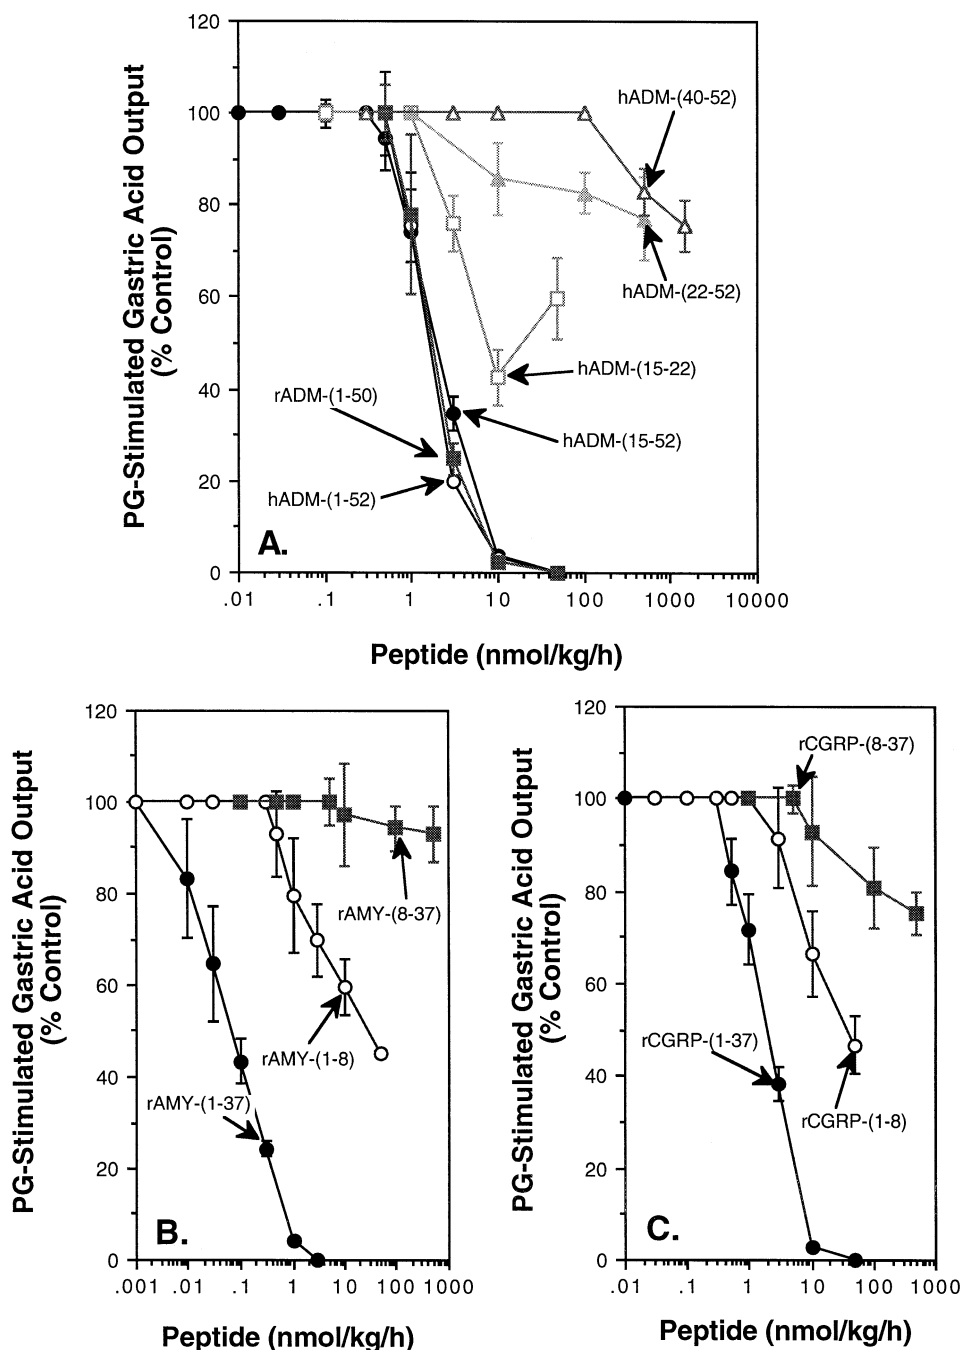 120
100
80
60
40
20
0
PG-Stimulated Gastric Acid Output
(% Control)
hADM-(40-52)
hADM-(22-52)
hADM-(15-22)
rADM-(1-50)
hADM-(15-52)
hADM-(1-52)
A.
.01 .1 1 10 100 1000 10000
Peptide (nmol/kg/h)
120
100
80
60
40
20
0
PG-Stimulated Gastric Acid Output
(% Control)
rAMY-(8-37)
rAMY-(1-8)
rAMY-(1-37)
B.
.001 .01 .1 1 10 100 1000
Peptide (nmol/kg/h)
120
100
80
60
40
20
0
PG-Stimulated Gastric Acid Output
(% Control)
rCGRP-(8-37)
rCGRP-(1-37)
rCGRP-(1-8)
C.
.01 .1 1 10 100 1000
Peptide (nmol/kg/h)